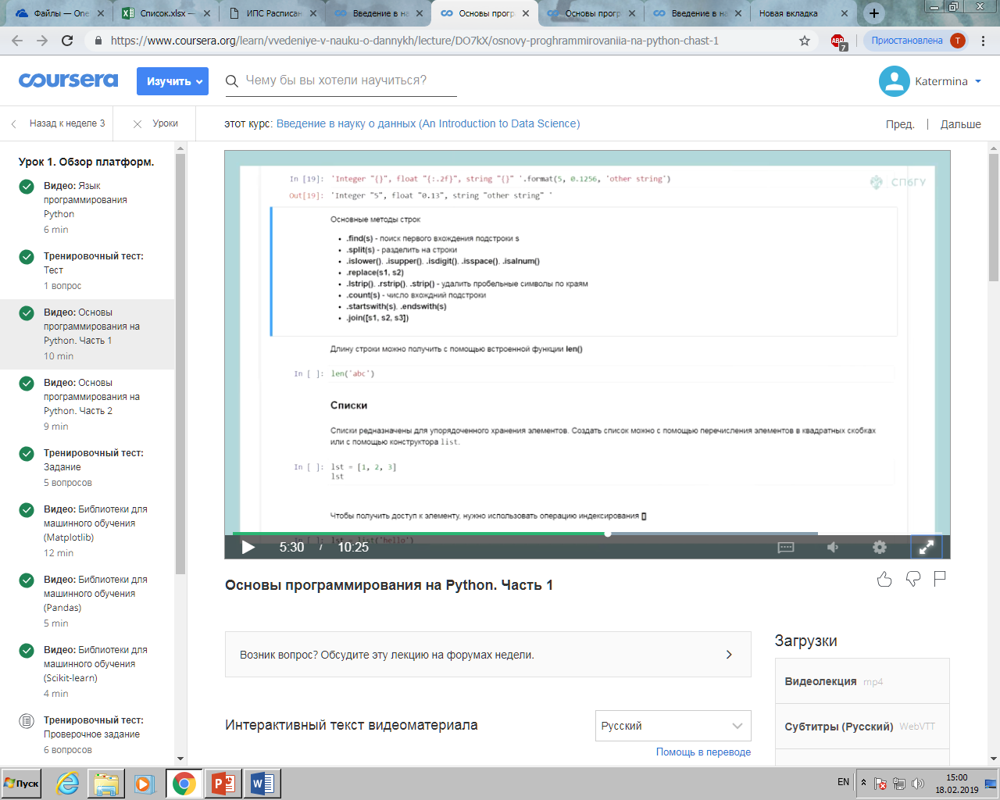 Файлы — One
Список.xlsx —
ИПС Расписан
Введение в на
Основы прогр
Основы прогр
Введение в на
Новая вкладка
https://www.coursera.org/learn/vvedeniye-v-nauku-o-dannykh/lecture/DO7kX/osnovy-proghrammirovaniia-na-python-chast-1
ABP
7
Приостановлена
T
coursera
Изучить
Чему бы вы хотели научиться?
Katermina
Назад к неделе 3
Уроки
этот курс: Введение в науку о данных (An Introduction to Data Science)
Пред. | Дальше
Урок 1. Обзор платформ.
Видео: Язык
программирования
Python
6 min
Тренировочный тест:
Тест
1 вопрос
Видео: Основы
программирования на
Python. Часть 1
10 min
Видео: Основы
программирования на
Python. Часть 2
9 min
Тренировочный тест:
Задание
5 вопросов
Видео: Библиотеки для
машинного обучения
(Matplotlib)
12 min
Видео: Библиотеки для
машинного обучения
(Pandas)
5 min
Видео: Библиотеки для
машинного обучения
(Scikit-learn)
4 min
Тренировочный тест:
Проверочное задание
6 вопросов
In [19]: 'Integer "{}", float "{:.2f}", string "{}" '.format(5, 0.1256, 'other string')
Out[19]: 'Integer "5", float "0.13", string "other string" '
СПбГУ
Основные методы строк
• .find(s) - поиск первого вхождения подстроки s
• .split(s) - разделить на строки
• .islower(), .isupper(), .isdigit(), .isspace(), .isalnum()
• .replace(s1, s2)
• .lstrip(), .rstrip(), .strip() - удалить пробельные символы по краям
• .count(s) - число вхождний подстроки
• .startswith(s), .endswith(s)
• .join([s1, s2, s3])
Длину строки можно получить с помощью встроенной функции len()
In [ ]: len('abc')
Списки
Списки редназначены для упорядоченного хранения элементов. Создать список можно с помощью перечисления элементов в квадратных скобках
или с помощью конструктора list.
In [ ]: lst = [1, 2, 3]
lst
Чтобы получить доступ к элементу, нужно использовать операцию индексирования []
In [ ]: lst = list('hello')
5:30 / 10:25
Основы программирования на Python. Часть 1
Возник вопрос? Обсудите эту лекцию на форумах недели.
Интерактивный текст видеоматериала
Русский
Помощь в переводе
Загрузки
Видеолекция mp4
Субтитры (Русский) WebVTT
Пуск
EN
15:00
18.02.2019